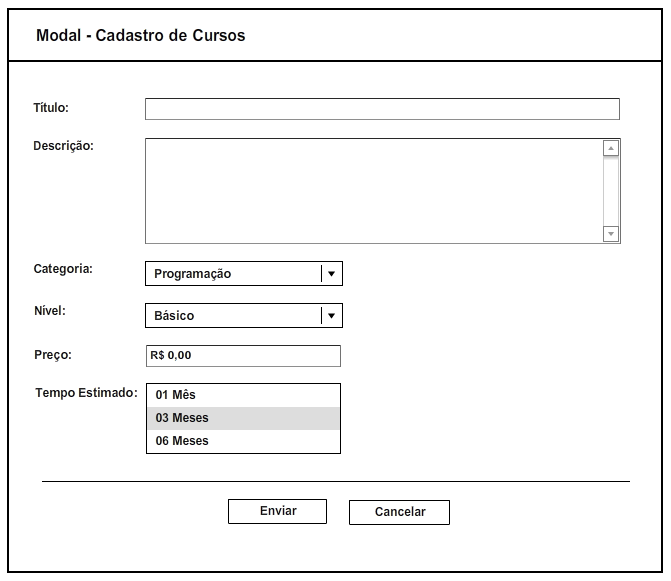 Modal - Cadastro de Cursos
Título:
Descrição:
Categoria: Programação
Nível: Básico
Preço: R$ 0,00
Tempo Estimado: 01 Mês
03 Meses
06 Meses
Enviar Cancelar